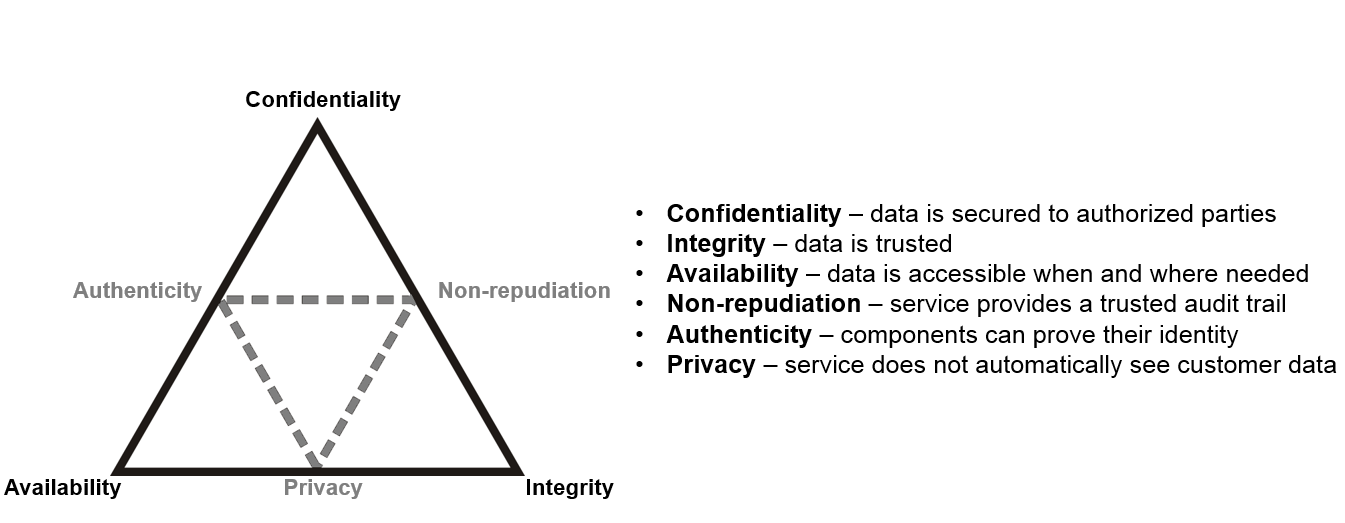 Confidentiality
Authenticity
Non-repudiation
Availability
Privacy
Integrity
• Confidentiality – data is secured to authorized parties
• Integrity – data is trusted
• Availability – data is accessible when and where needed
• Non-repudiation – service provides a trusted audit trail
• Authenticity – components can prove their identity
• Privacy – service does not automatically see customer data